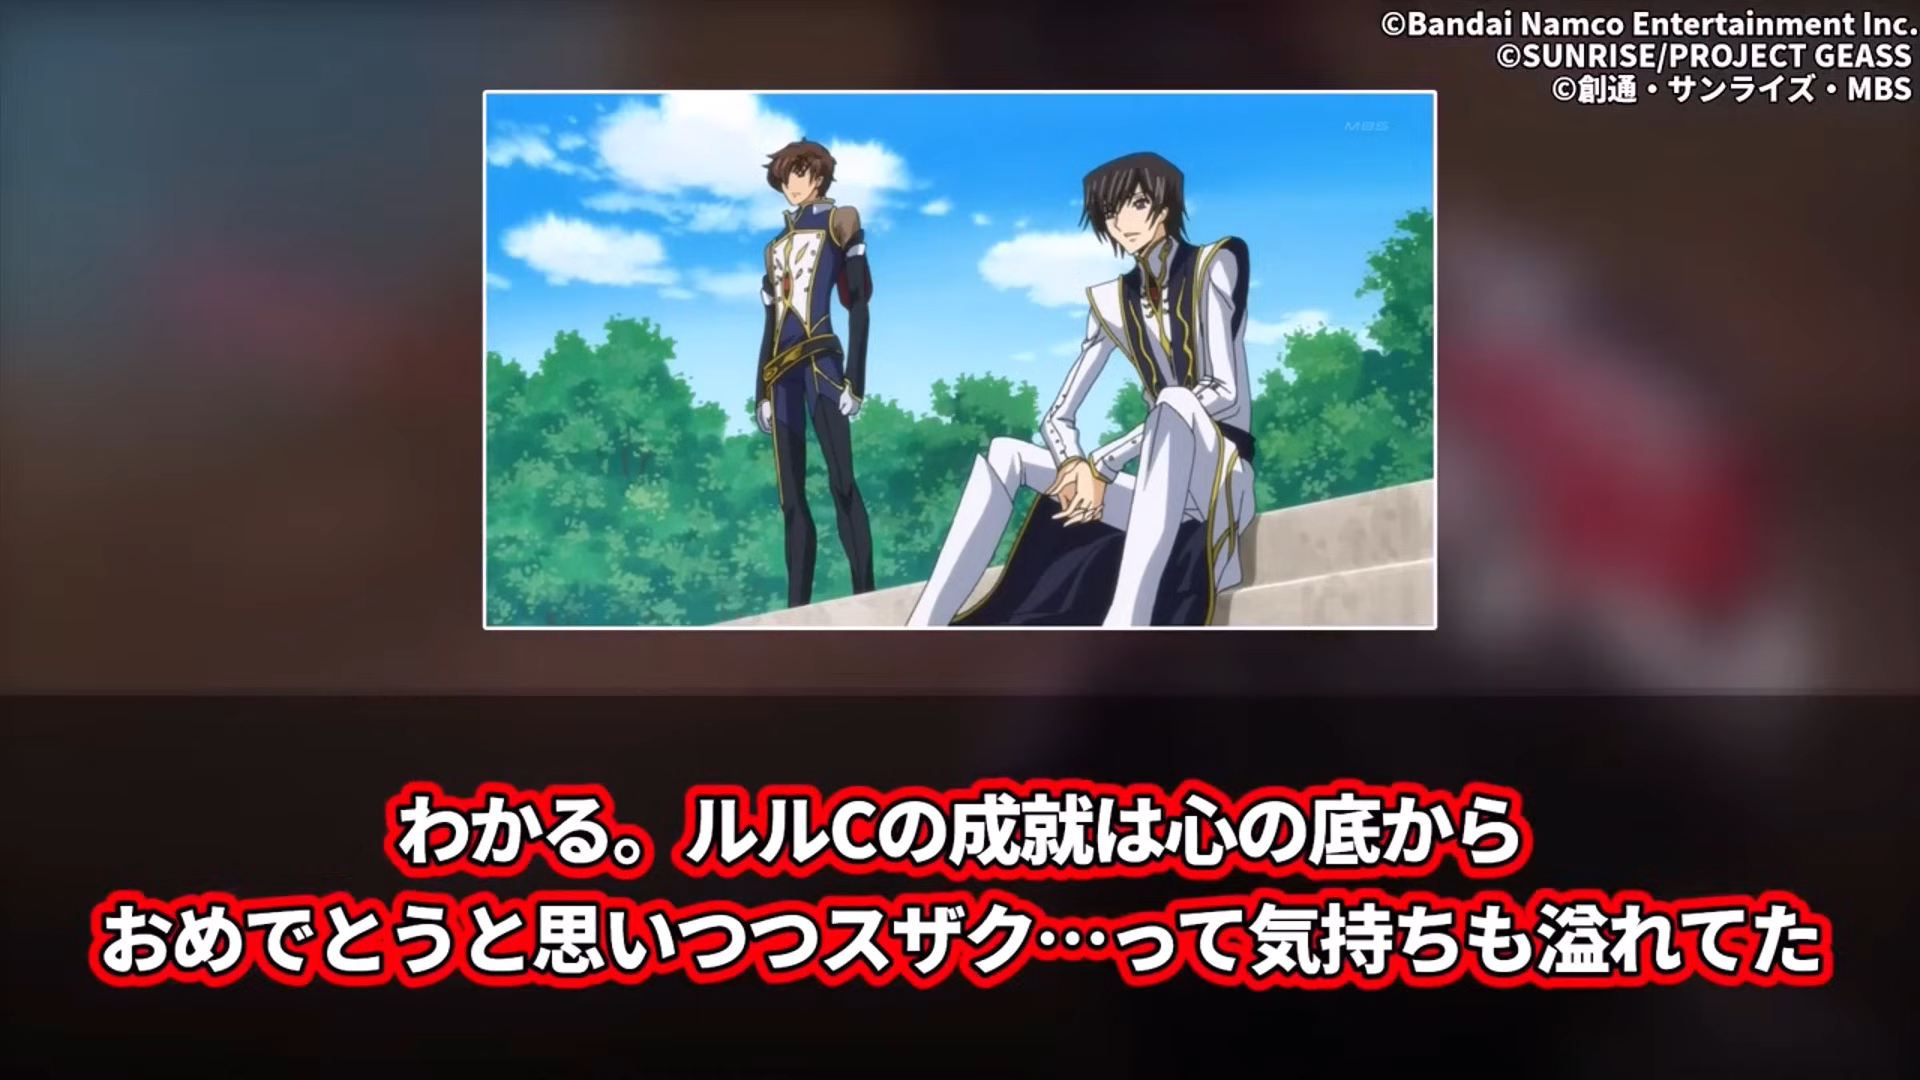 ©Bandai Namco Entertainment Inc.
©SUNRISE/PROJECT GEASS
©創通・サンライズ・MBS
MBS
わかる。ルルCの成就は心の底から
おめでとうと思いつつスザク…って気持ちも溢れてた